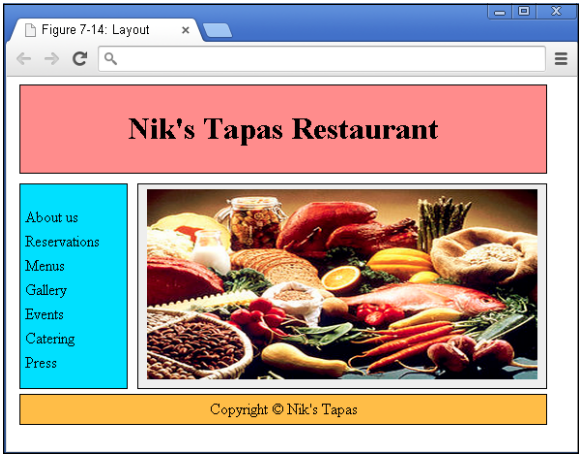 Figure 7-14: Layout
Nik's Tapas Restaurant
About us
Reservations
Menus
Gallery
Events
Catering
Press
Copyright © Nik's Tapas